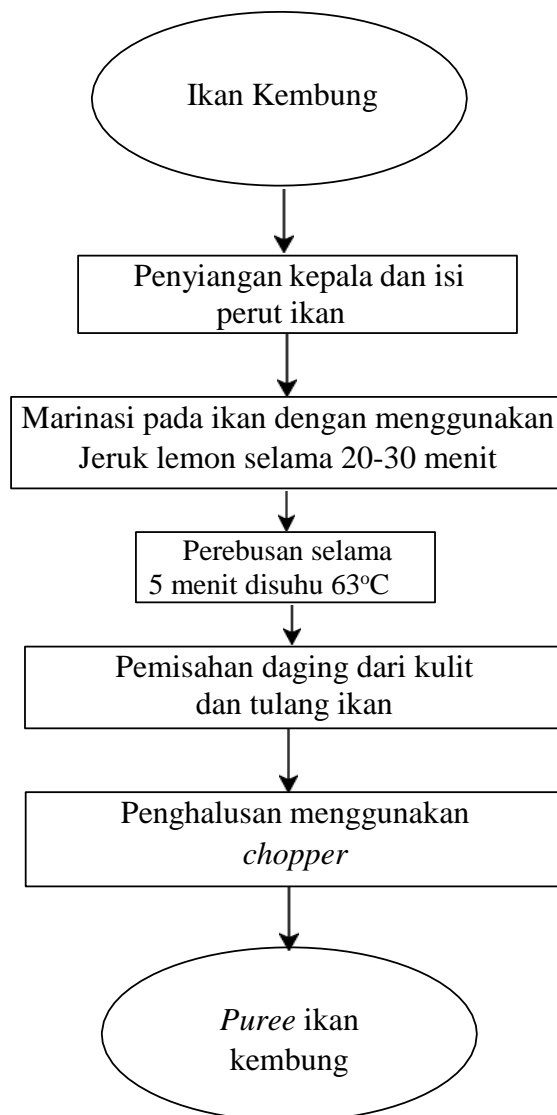 Ikan Kembung
Penyiangan kepala dan isi
perut ikan
Marinasi pada ikan dengan menggunakan
Jeruk lemon selama 20-30 menit
Perebusan selama
5 menit disuhu 63°C
Pemisahan daging dari kulit
dan tulang ikan
Penghalusan menggunakan
chopper
Puree ikan
kembung